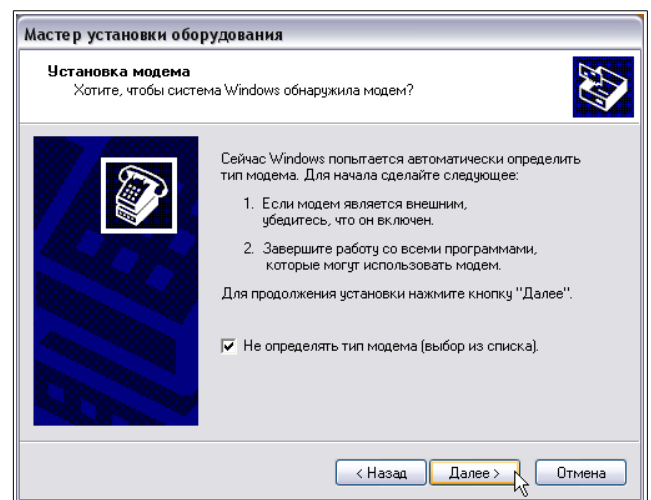 Мастер установки оборудования
Установка модема
Хотите, чтобы система Windows обнаружила модем?
Сейчас Windows попытается автоматически определить
тип модема. Для начала сделайте следующее:
1. Если модем является внешним,
убедитесь, что он включен.
2. Завершите работу со всеми программами,
которые могут использовать модем.
Для продолжения установки нажмите кнопку "Далее".
Не определять тип модема (выбор из списка).
< Назад
Далее >
Отмена